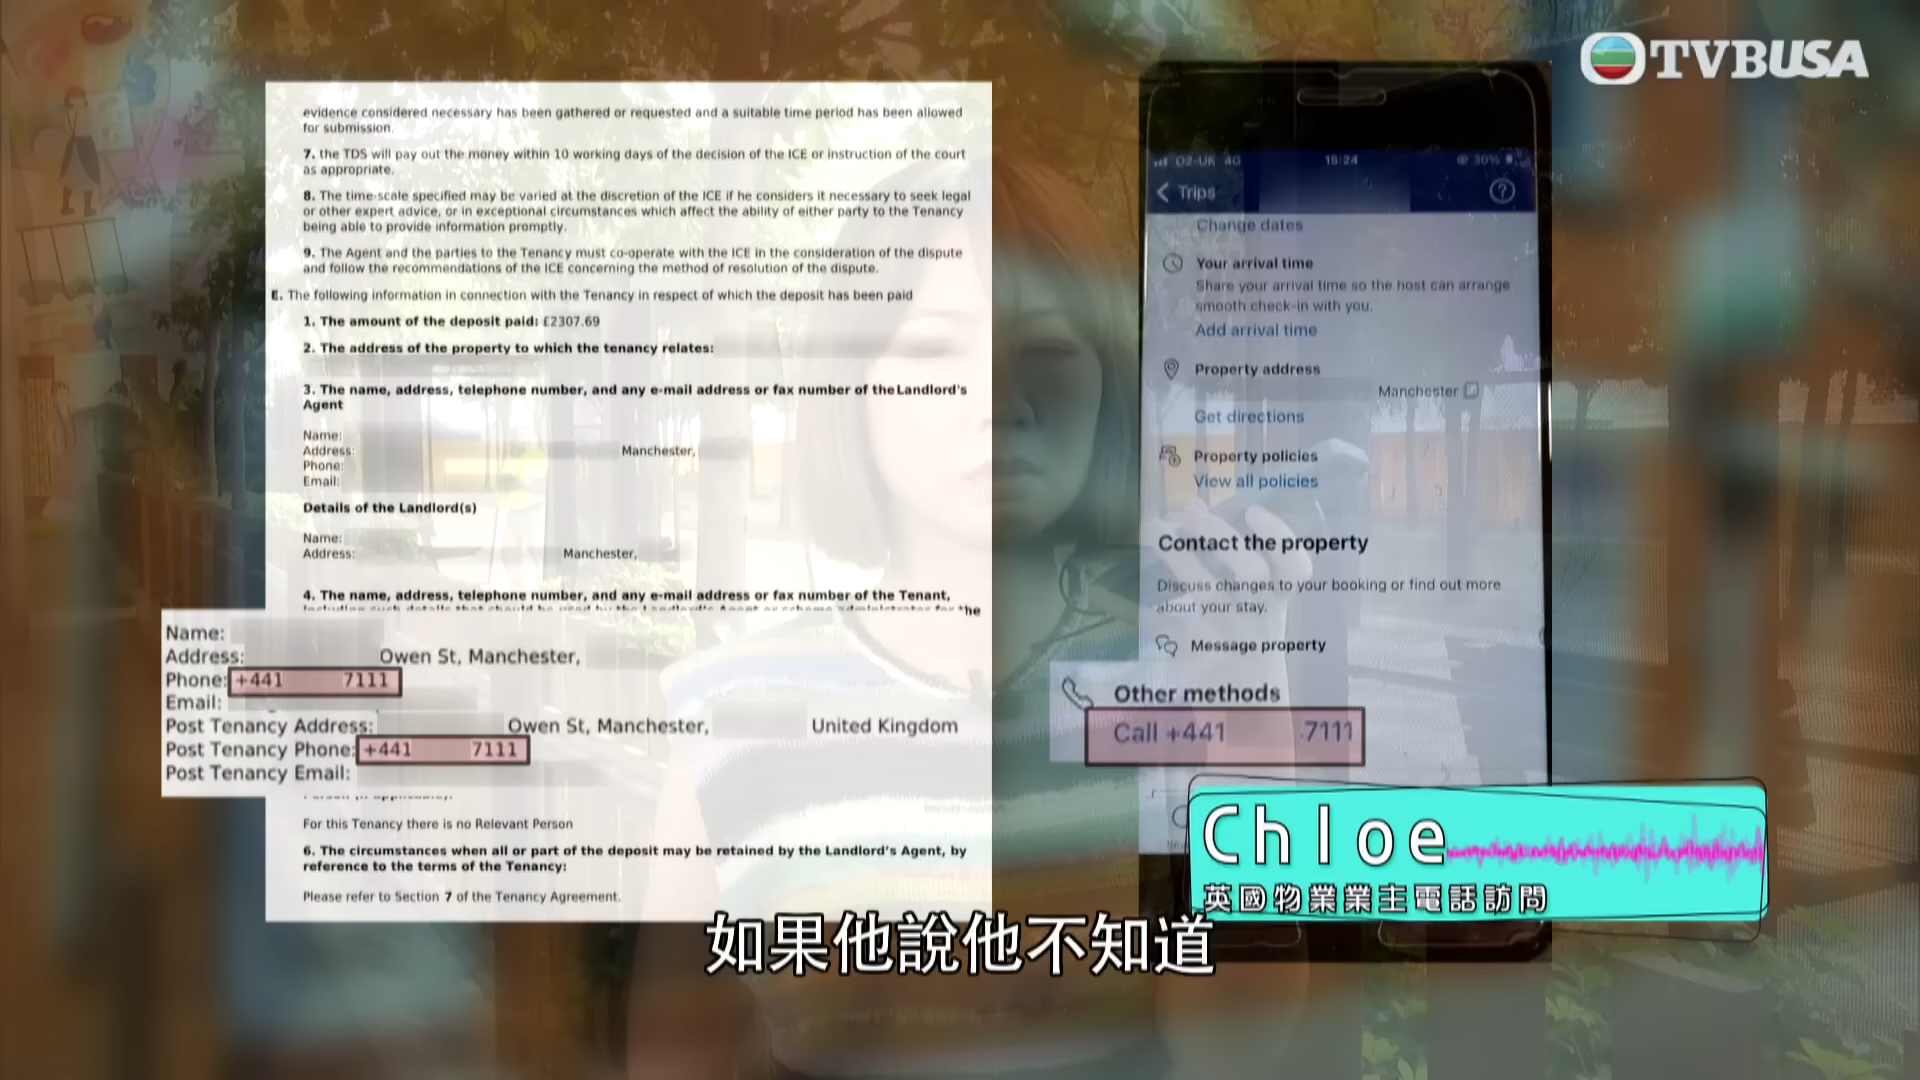 TVBUSA
evidence considered necessary has been gathered or requested and a suitable time period has been allowed
for submission.
7. the TDS will pay out the money within 10 working days of the decision of the ICE or instruction of the court
as appropriate.
8. The time-scale specified may be varied at the discretion of the ICE if he considers it necessary to seek legal
or other expert advice, or in exceptional circumstances which affect the ability of either party to the Tenancy
being able to provide information promptly.
9. The Agent and the parties to the Tenancy must co-operate with the ICE in the consideration of the dispute
and follow the recommendations of the ICE concerning the method of resolution of the dispute.
E. The following information in connection with the Tenancy in respect of which the deposit has been paid
1. The amount of the deposit paid: £2307.69
2. The address of the property to which the tenancy relates:
3. The name, address, telephone number, and any e-mail address or fax number of the Landlord's
Agent
Name:
Address: Manchester,
Phone:
Email:
Details of the Landlord(s)
Name:
Address: Manchester,
4. The name, address, telephone number, and any e-mail address or fax number of the Tenant,
Name:
Address: Owen St, Manchester,
Phone: +441 7111
Email:
Post Tenancy Address: Owen St, Manchester, United Kingdom
Post Tenancy Phone: +441 7111
Post Tenancy Email:
For this Tenancy there is no Relevant Person
6. The circumstances when all or part of the deposit may be retained by the Landlord's Agent, by
reference to the terms of the Tenancy:
Please refer to Section 7 of the Tenancy Agreement.
O2-UK 4G 15:24 30%
Trips
Change dates
Your arrival time
Share your arrival time so the host can arrange
smooth check-in with you.
Add arrival time
Property address
Manchester
Get directions
Property policies
View all policies
Contact the property
Discuss changes to your booking or find out more
about your stay.
Message property
Other methods
Call +441 7111
Chloe
英國物業業主電話訪問
如果他說他不知道